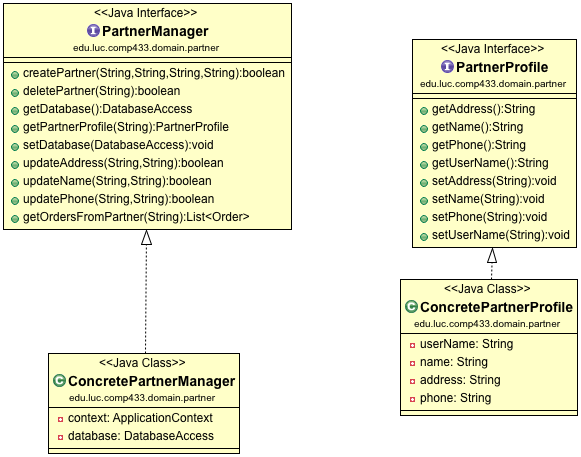 <<Java Interface>>
I PartnerManager
edu.luc.comp433.domain.partner
createPartner(String,String,String,String):boolean
deletePartner(String):boolean
getDatabase():DatabaseAccess
getPartnerProfile(String):PartnerProfile
setDatabase(DatabaseAccess):void
updateAddress(String,String):boolean
updateName(String,String):boolean
updatePhone(String,String):boolean
getOrdersFromPartner(String):List<Order>
<<Java Interface>>
I PartnerProfile
edu.luc.comp433.domain.partner
getAddress():String
getName():String
getPhone():String
getUserName():String
setAddress(String):void
setName(String):void
setPhone(String):void
setUserName(String):void
<<Java Class>>
C ConcretePartnerManager
edu.luc.comp433.domain.partner
context: ApplicationContext
database: DatabaseAccess
<<Java Class>>
C ConcretePartnerProfile
edu.luc.comp433.domain.partner
userName: String
name: String
address: String
phone: String